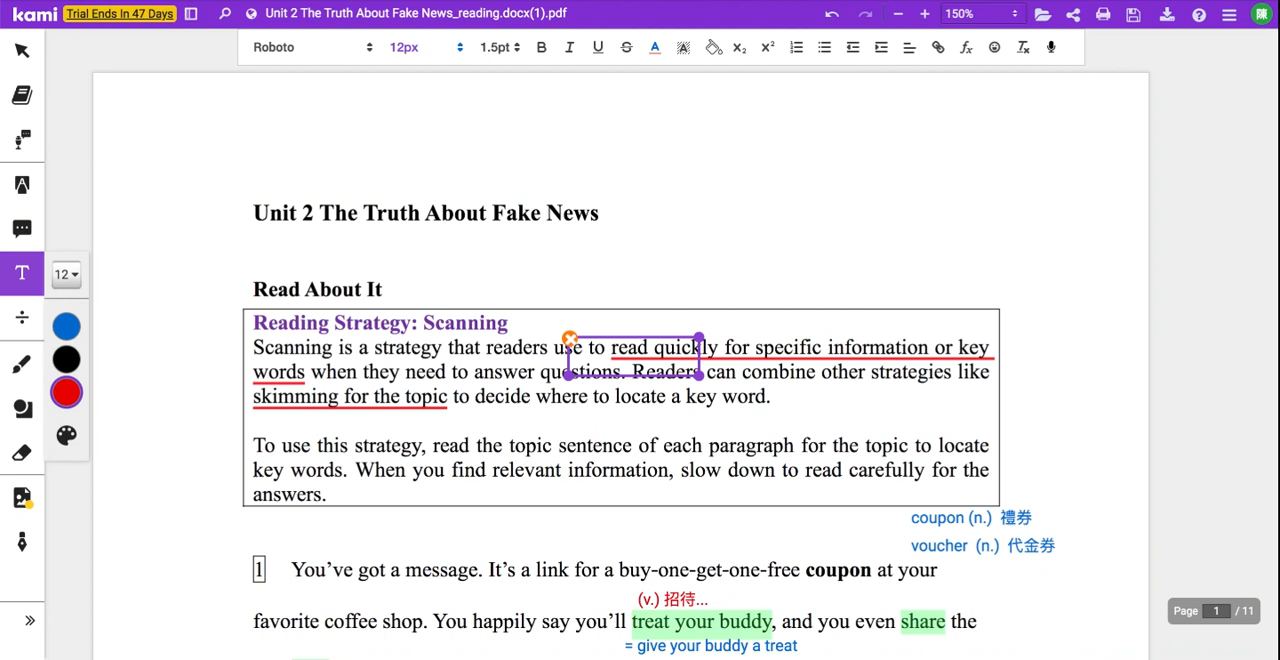 kami Trial Ends In 47 Days Unit 2 The Truth About Fake News_reading.docx(1).pdf 150% 陳
Roboto 12px 1.5pt B I U S A A X₂ X² fx Tx
Unit 2 The Truth About Fake News
T 12
Read About It
Reading Strategy: Scanning
Scanning is a strategy that readers use to read quickly for specific information or key
words when they need to answer questions. Readers can combine other strategies like
skimming for the topic to decide where to locate a key word.
To use this strategy, read the topic sentence of each paragraph for the topic to locate
key words. When you find relevant information, slow down to read carefully for the
answers.
coupon (n.) 禮券
voucher (n.) 代金券
1 You’ve got a message. It’s a link for a buy-one-get-one-free coupon at your
(v.) 招待...
favorite coffee shop. You happily say you’ll treat your buddy, and you even share the
= give your buddy a treat
Page 1 / 11